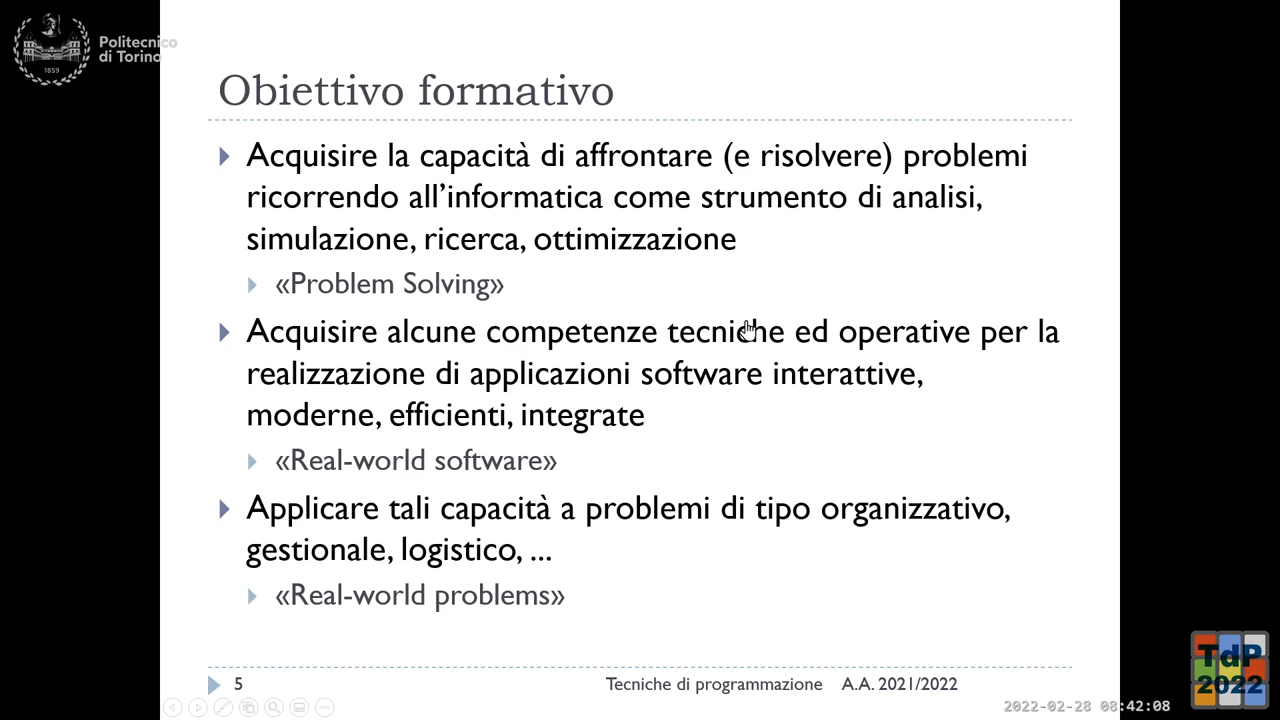 Politecnico
di Torino
1859
Obiettivo formativo
Acquisire la capacità di affrontare (e risolvere) problemi
ricorrendo all’informatica come strumento di analisi,
simulazione, ricerca, ottimizzazione
«Problem Solving»
Acquisire alcune competenze tecniche ed operative per la
realizzazione di applicazioni software interattive,
moderne, efficienti, integrate
«Real-world software»
Applicare tali capacità a problemi di tipo organizzativo,
gestionale, logistico, ...
«Real-world problems»
5
Tecniche di programmazione A.A. 2021/2022
2022-02-28 08:42:08
TdP
2022